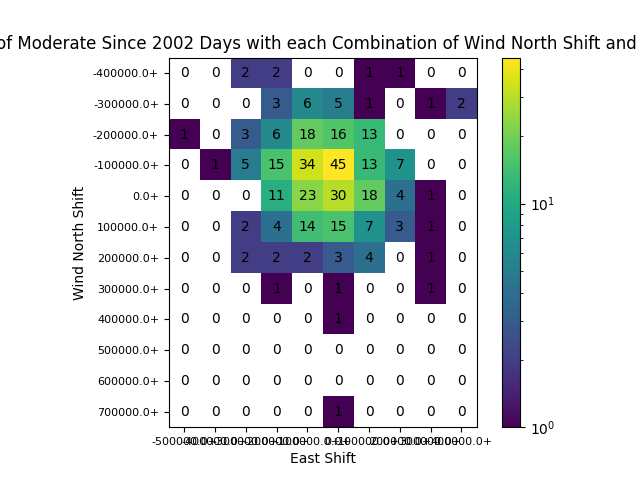 of Moderate Since 2002 Days with each Combination of Wind North Shift and
-400000.0+ 0 0 2 2 0 0 1 1 0 0
-300000.0+ 0 0 0 3 6 5 1 0 1 2
-200000.0+ 1 0 3 6 18 16 13 0 0 0
-100000.0+ 0 1 5 15 34 45 13 7 0 0
0.0+ 0 0 0 11 23 30 18 4 1 0
100000.0+ 0 0 2 4 14 15 7 3 1 0
200000.0+ 0 0 2 2 2 3 4 0 1 0
300000.0+ 0 0 0 1 0 1 0 0 1 0
400000.0+ 0 0 0 0 0 1 0 0 0 0
500000.0+ 0 0 0 0 0 0 0 0 0 0
600000.0+ 0 0 0 0 0 0 0 0 0 0
700000.0+ 0 0 0 0 0 1 0 0 0 0
Wind North Shift
East Shift
10¹
10⁰